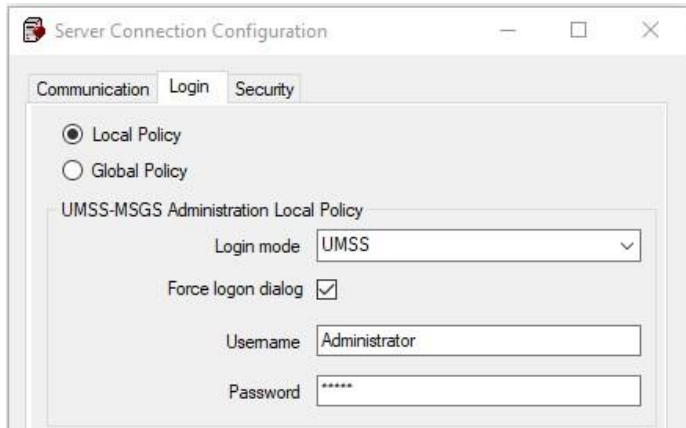 Server Connection Configuration
Communication Login Security
Local Policy
Global Policy
UMSS-MSGS Administration Local Policy
Login mode UMSS
Force logon dialog
Username Administrator
Password *****